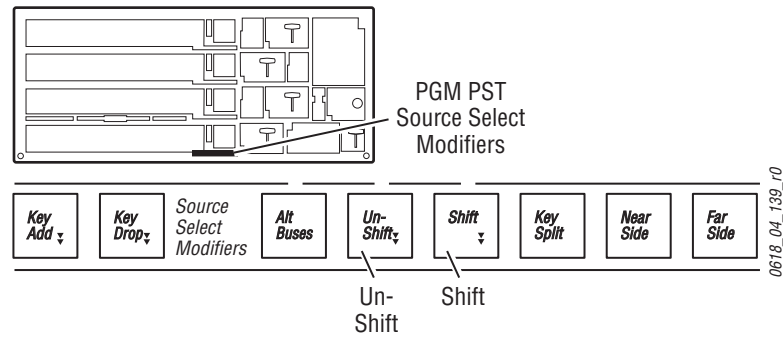 PGM PST
Source Select
Modifiers
Key
Add
Key
Drop
Source
Select
Modifiers
Alt
Buses
Un-
Shift
Shift
Key
Split
Near
Side
Far
Side
Un-
Shift
Shift
0618_04_139_r0